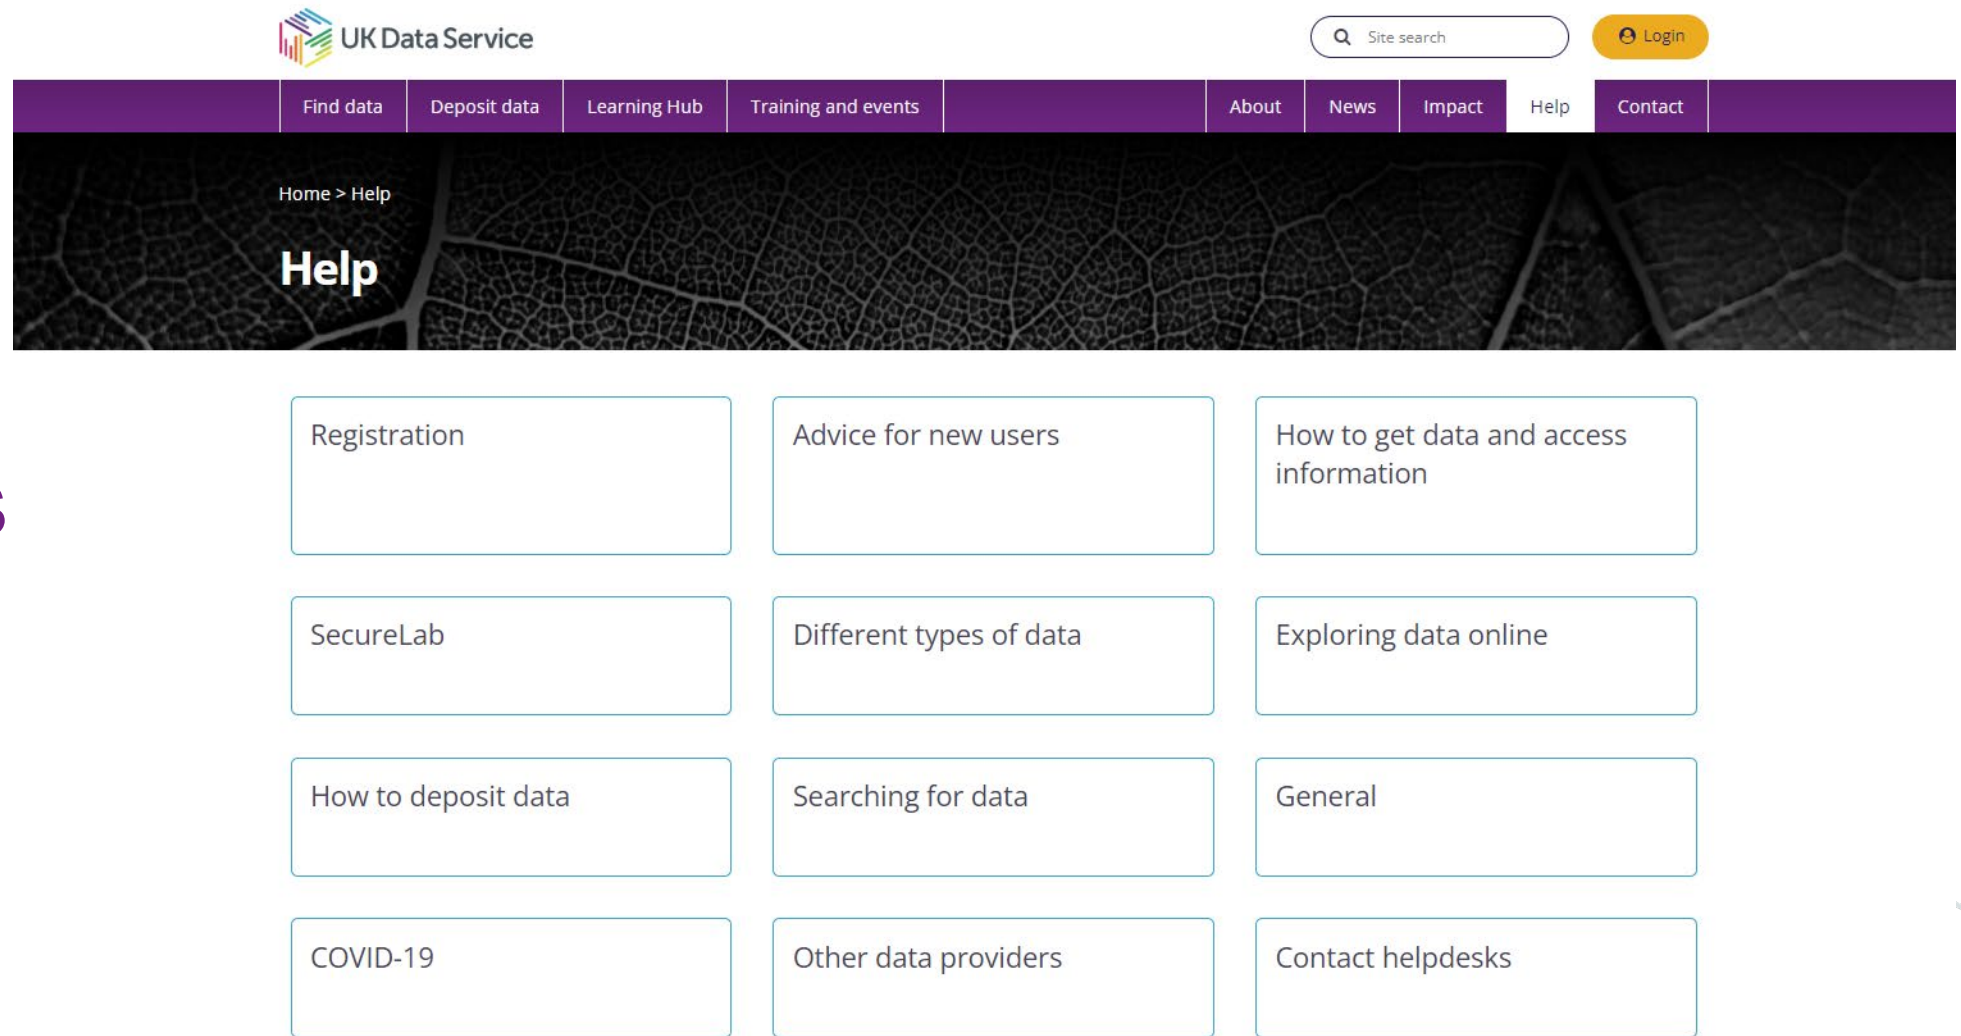 UK Data Service
Site search
Login
Find data
Deposit data
Learning Hub
Training and events
About
News
Impact
Help
Contact
Home > Help
Help
Registration
Advice for new users
How to get data and access
information
s
SecureLab
Different types of data
Exploring data online
How to deposit data
Searching for data
General
COVID-19
Other data providers
Contact helpdesks